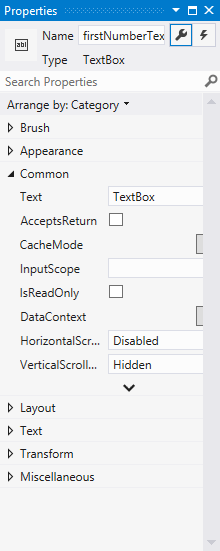 Properties
Name firstNumberTex
Type TextBox
Search Properties
Arrange by: Category
Brush
Appearance
Common
Text TextBox
AcceptsReturn
CacheMode
InputScope
IsReadOnly
DataContext
HorizontalScr... Disabled
VerticalScroll... Hidden
Layout
Text
Transform
Miscellaneous